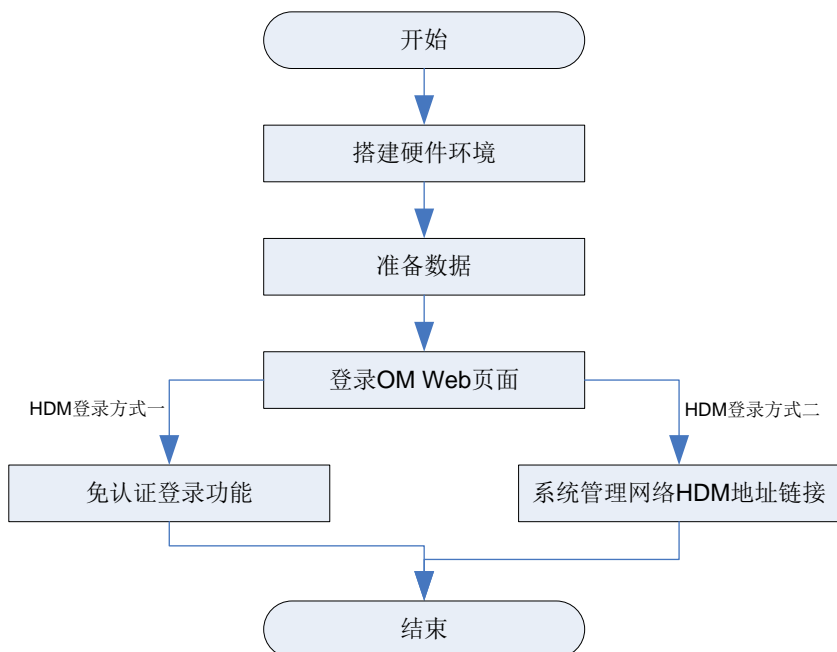 开始
搭建硬件环境
准备数据
登录OM Web页面
HDM登录方式一
HDM登录方式二
免认证登录功能
系统管理网络HDM地址链接
结束